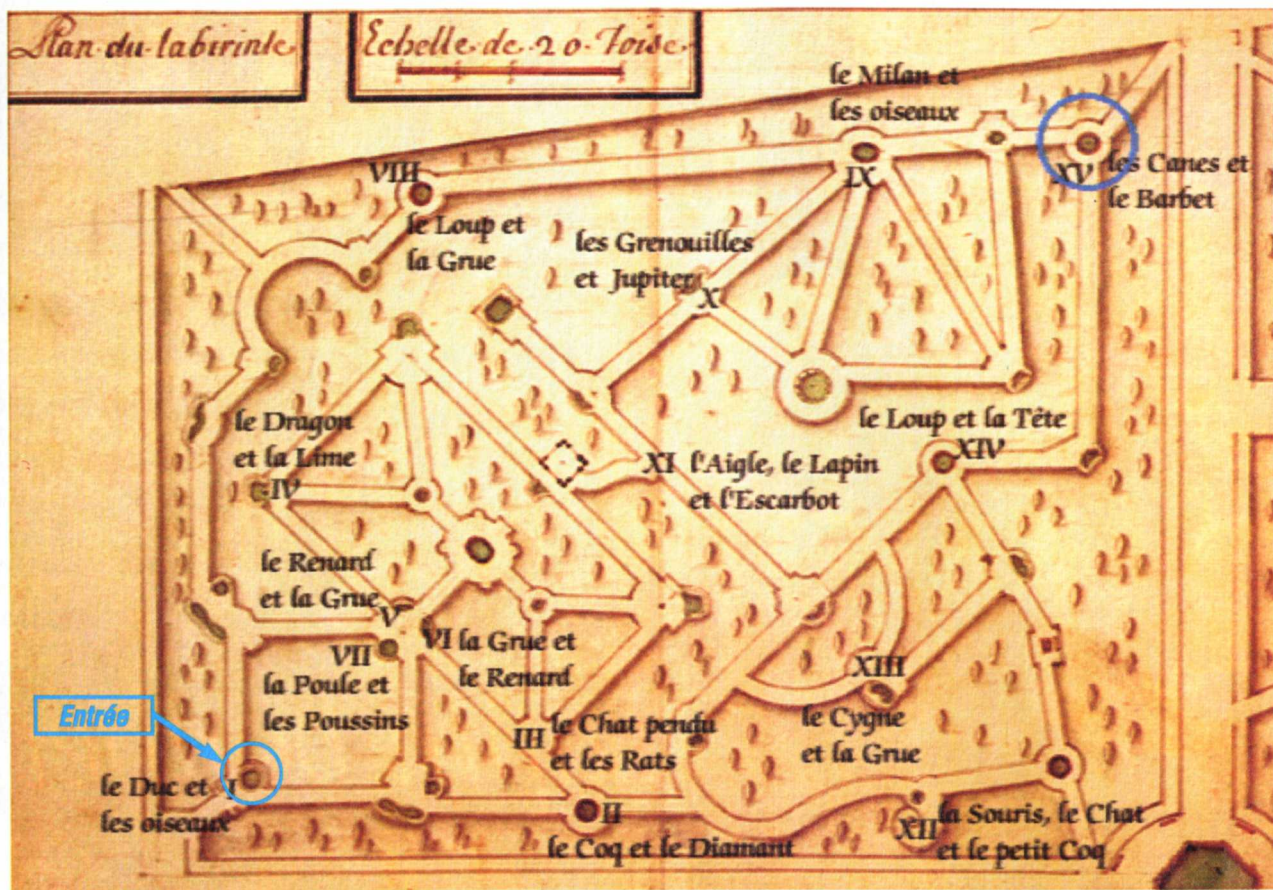 Plan du labirinte
Echelle de 20 Toise
le Milan et
les oiseaux
IX
XV
les Canes et
le Barbet
VIII
le Loup et
la Grue
les Grenouilles
et Jupiter
X
le Dragon
et la Lime
IV
le Loup et la Tête
XIV
XI
l'Aigle, le Lapin
et l'Escarbot
le Renard
et la Grue
V
VI la Grue et
le Renard
VII
la Poule et
les Poussins
XIII
le Cygne
et la Grue
Entrée
III
le Chat pendu
et les Rats
le Duc et I
les oiseaux
II
le Coq et le Diamant
XII
la Souris, le Chat
et le petit Coq